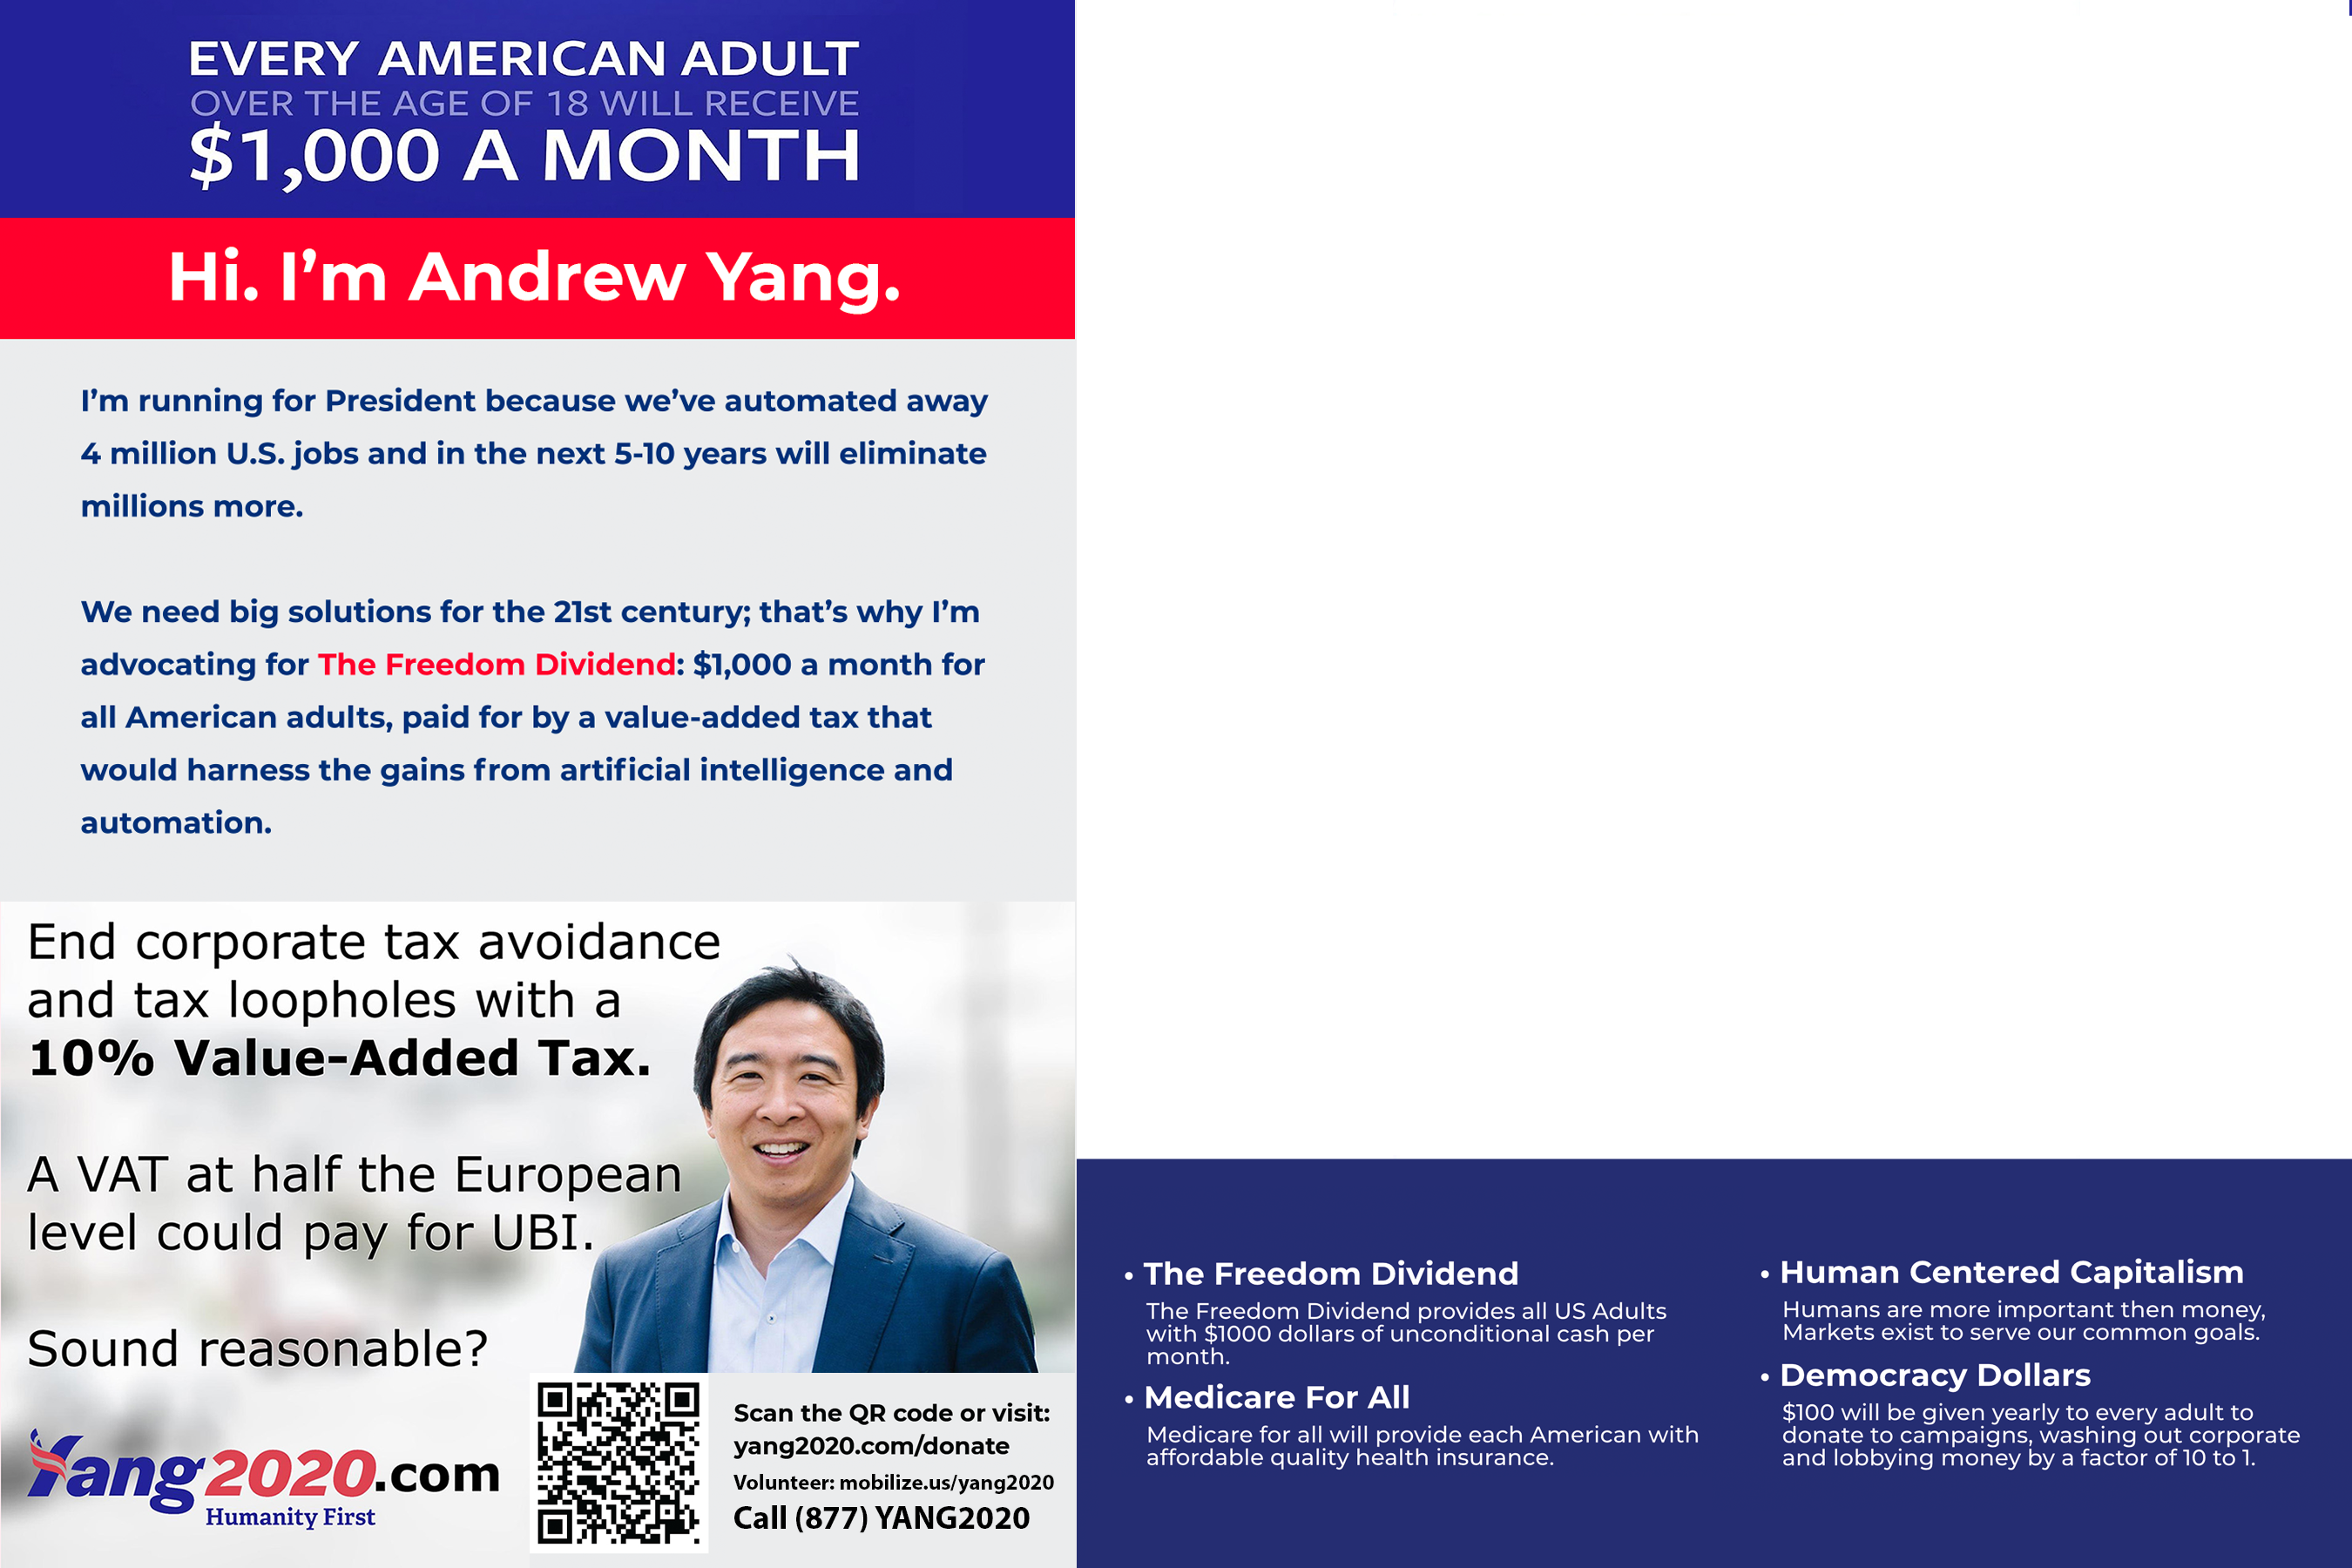 EVERY AMERICAN ADULT
OVER THE AGE OF 18 WILL RECEIVE
$1,000 A MONTH
Hi. I’m Andrew Yang.
I’m running for President because we’ve automated away
4 million U.S. jobs and in the next 5-10 years will eliminate
millions more.
We need big solutions for the 21st century; that’s why I’m
advocating for The Freedom Dividend: $1,000 a month for
all American adults, paid for by a value-added tax that
would harness the gains from artificial intelligence and
automation.
End corporate tax avoidance
and tax loopholes with a
10% Value-Added Tax.
A VAT at half the European
level could pay for UBI.
Sound reasonable?
Yang2020.com
Humanity First
Scan the QR code or visit:
yang2020.com/donate
Volunteer: mobilize.us/yang2020
Call (877) YANG2020
• The Freedom Dividend
The Freedom Dividend provides all US Adults
with $1000 dollars of unconditional cash per
month.
• Medicare For All
Medicare for all will provide each American with
affordable quality health insurance.
• Human Centered Capitalism
Humans are more important then money,
Markets exist to serve our common goals.
• Democracy Dollars
$100 will be given yearly to every adult to
donate to campaigns, washing out corporate
and lobbying money by a factor of 10 to 1.